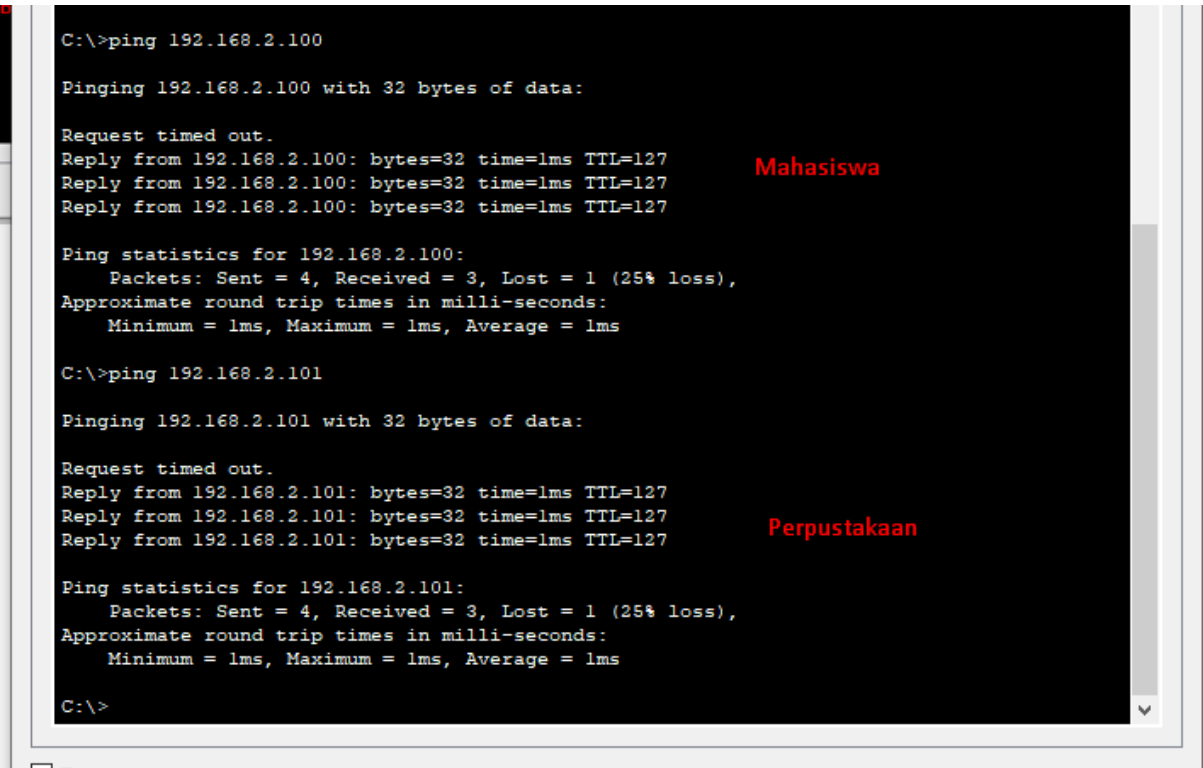 C:\>ping 192.168.2.100
Pinging 192.168.2.100 with 32 bytes of data:
Request timed out.
Reply from 192.168.2.100: bytes=32 time=1ms TTL=127
Reply from 192.168.2.100: bytes=32 time=1ms TTL=127
Reply from 192.168.2.100: bytes=32 time=1ms TTL=127
Mahasiswa
Ping statistics for 192.168.2.100:
Packets: Sent = 4, Received = 3, Lost = 1 (25% loss),
Approximate round trip times in milli-seconds:
Minimum = 1ms, Maximum = 1ms, Average = 1ms
C:\>ping 192.168.2.101
Pinging 192.168.2.101 with 32 bytes of data:
Request timed out.
Reply from 192.168.2.101: bytes=32 time=1ms TTL=127
Reply from 192.168.2.101: bytes=32 time=1ms TTL=127
Reply from 192.168.2.101: bytes=32 time=1ms TTL=127
Perpustakaan
Ping statistics for 192.168.2.101:
Packets: Sent = 4, Received = 3, Lost = 1 (25% loss),
Approximate round trip times in milli-seconds:
Minimum = 1ms, Maximum = 1ms, Average = 1ms
C:\>